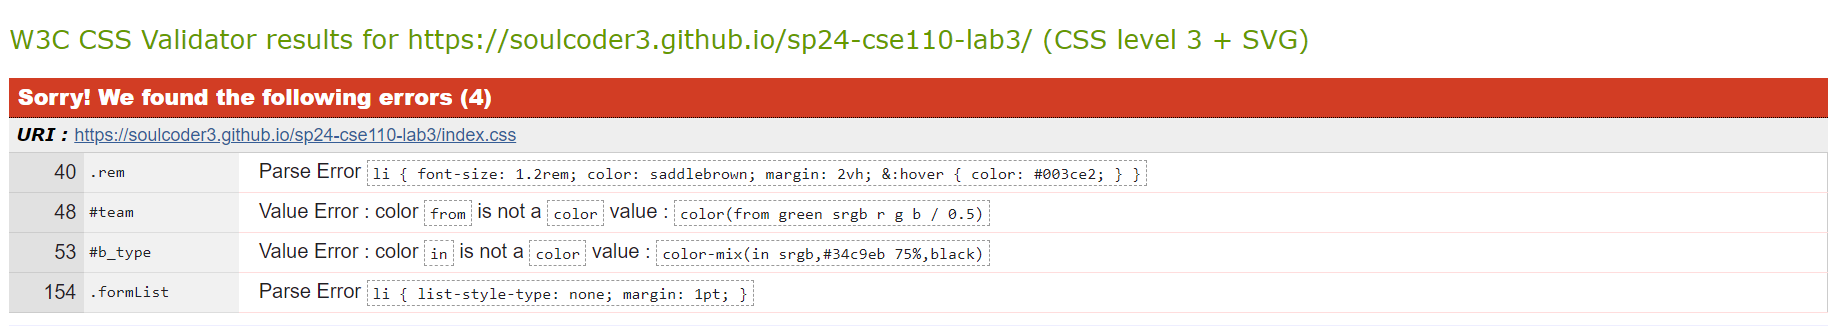 W3C CSS Validator results for https://soulcoder3.github.io/sp24-cse110-lab3/ (CSS level 3 + SVG)
Sorry! We found the following errors (4)
URI : https://soulcoder3.github.io/sp24-cse110-lab3/index.css
40 .rem Parse Error li { font-size: 1.2rem; color: saddlebrown; margin: 2vh; &:hover { color: #003ce2; } }
48 #team Value Error : color from is not a color value : color(from green srgb r g b / 0.5)
53 #b_type Value Error : color in is not a color value : color-mix(in srgb,#34c9eb 75%,black)
154 .formList Parse Error li { list-style-type: none; margin: 1pt; }